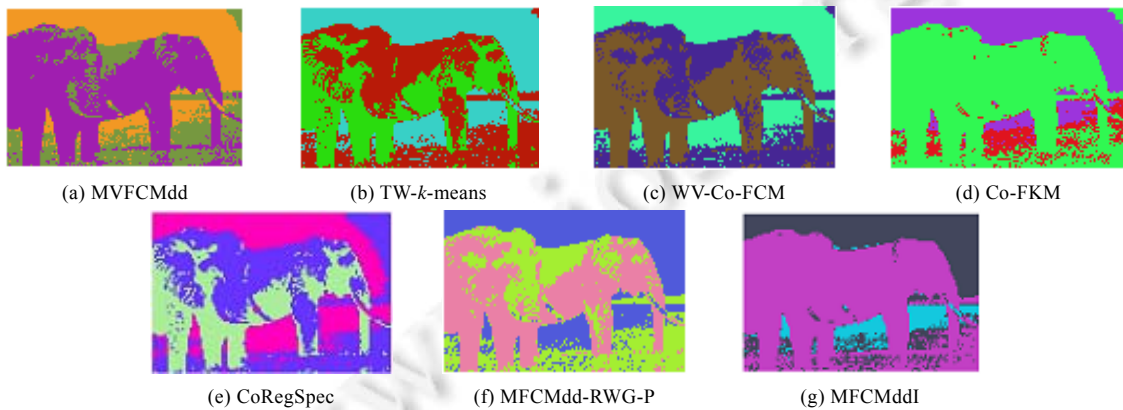 (a) MVFCMdd
(b) TW-k-means
(c) WV-Co-FCM
(d) Co-FKM
(e) CoRegSpec
(f) MFCMdd-RWG-P
(g) MFCMddI